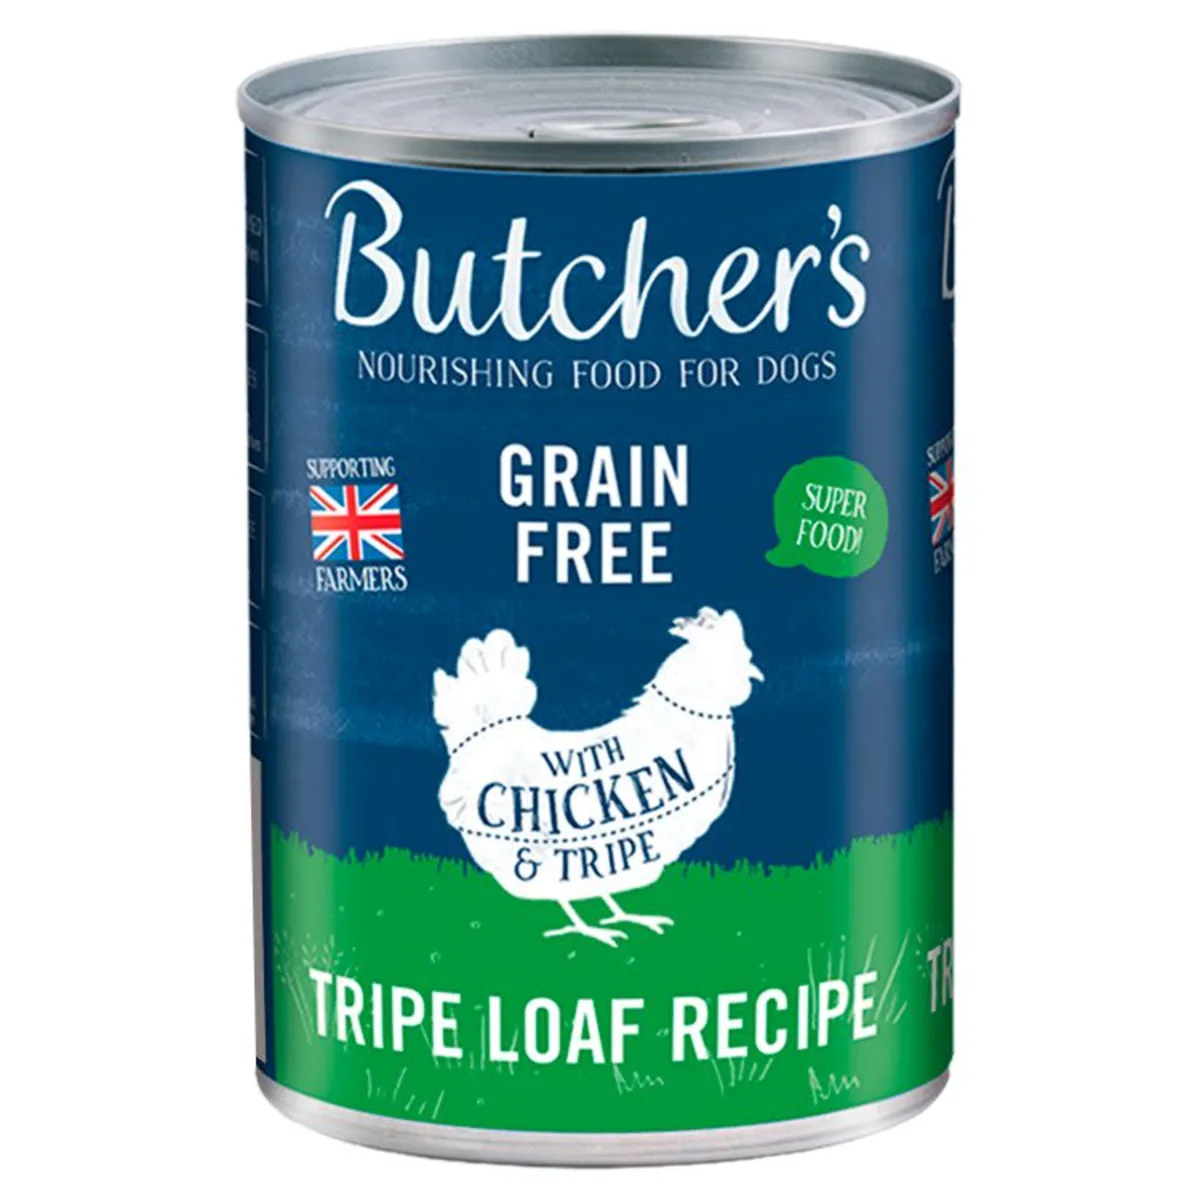 Butcher's
NOURISHING FOOD FOR DOGS
SUPPORTING
FARMERS
GRAIN
FREE
SUPER
FOOD!
WITH
CHICKEN
& TRIPE
TRIPE LOAF RECIPE